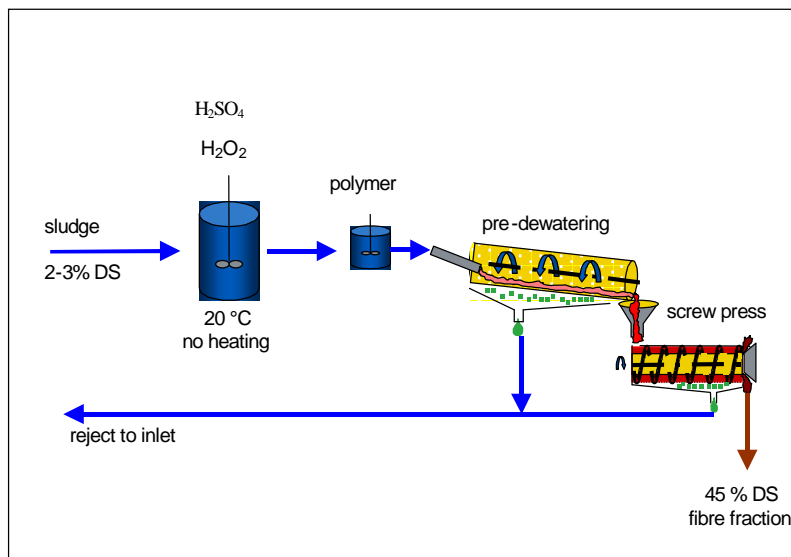 H₂SO₄
H₂O₂
polymer
sludge
2-3% DS
pre-dewatering
20 °C
no heating
screw press
reject to inlet
45 % DS
fibre fraction